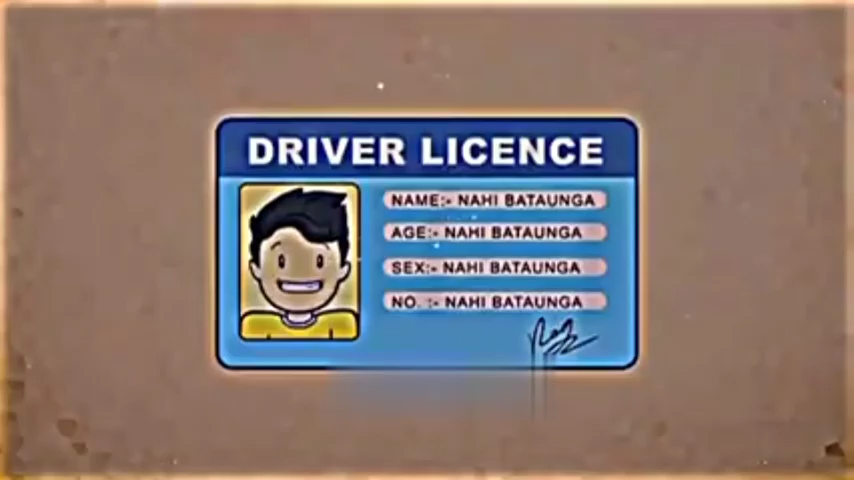 DRIVER LICENCE
NAME:- NAHI BATAUNGA
AGE:- NAHI BATAUNGA
SEX:- NAHI BATAUNGA
NO. :- NAHI BATAUNGA